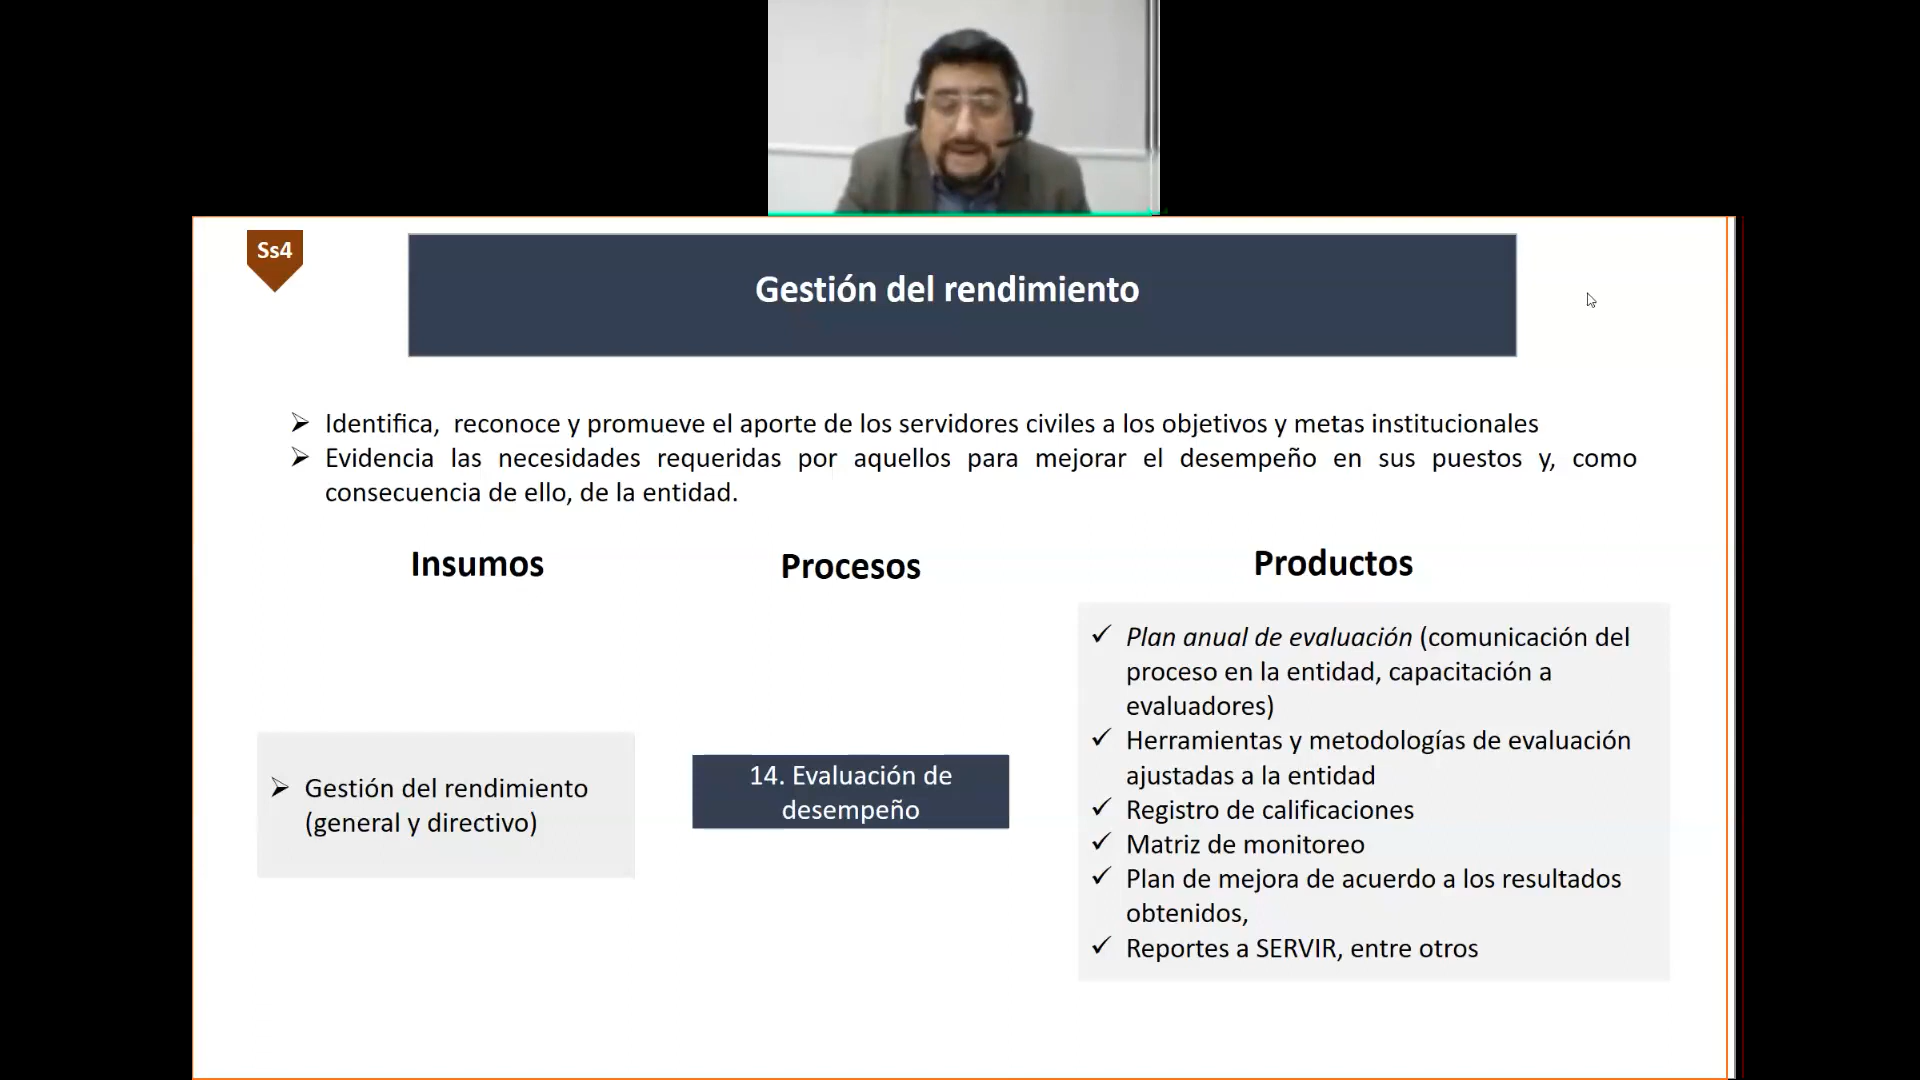 Ss4
Gestión del rendimiento
Identifica, reconoce y promueve el aporte de los servidores civiles a los objetivos y metas institucionales
Evidencia las necesidades requeridas por aquellos para mejorar el desempeño en sus puestos y, como
consecuencia de ello, de la entidad.
Insumos
Procesos
Productos
Gestión del rendimiento
(general y directivo)
14. Evaluación de
desempeño
Plan anual de evaluación (comunicación del
proceso en la entidad, capacitación a
evaluadores)
Herramientas y metodologías de evaluación
ajustadas a la entidad
Registro de calificaciones
Matriz de monitoreo
Plan de mejora de acuerdo a los resultados
obtenidos,
Reportes a SERVIR, entre otros